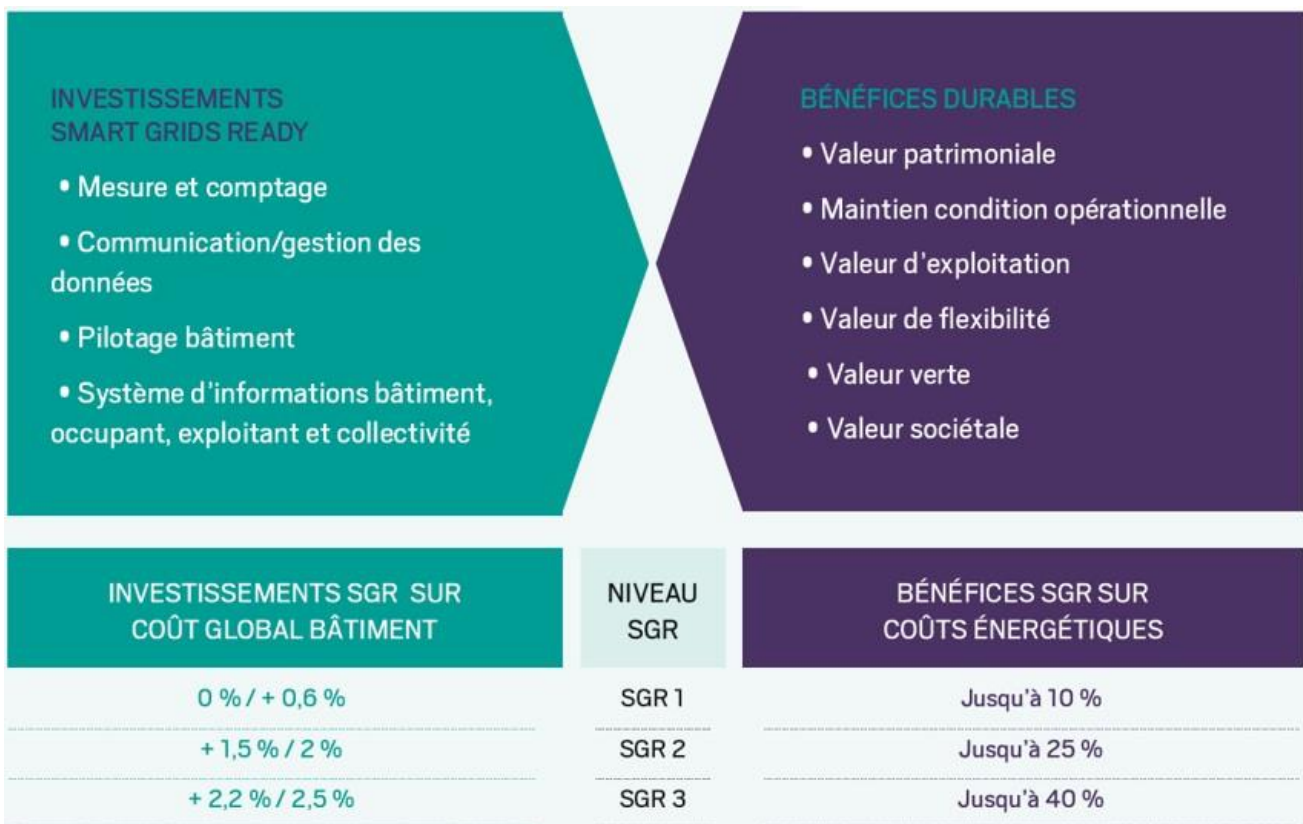 INVESTISSEMENTS
SMART GRIDS READY
• Mesure et comptage
• Communication/gestion des
données
• Pilotage bâtiment
• Système d'informations bâtiment,
occupant, exploitant et collectivité
BÉNÉFICES DURABLES
• Valeur patrimoniale
• Maintien condition opérationnelle
• Valeur d'exploitation
• Valeur de flexibilité
• Valeur verte
• Valeur sociétale
INVESTISSEMENTS SGR SUR
COÛT GLOBAL BÂTIMENT
NIVEAU
SGR
BÉNÉFICES SGR SUR
COÛTS ÉNERGÉTIQUES
0 % / + 0,6 % SGR 1 Jusqu'à 10 %
+ 1,5 % / 2 % SGR 2 Jusqu'à 25 %
+ 2,2 % / 2,5 % SGR 3 Jusqu'à 40 %